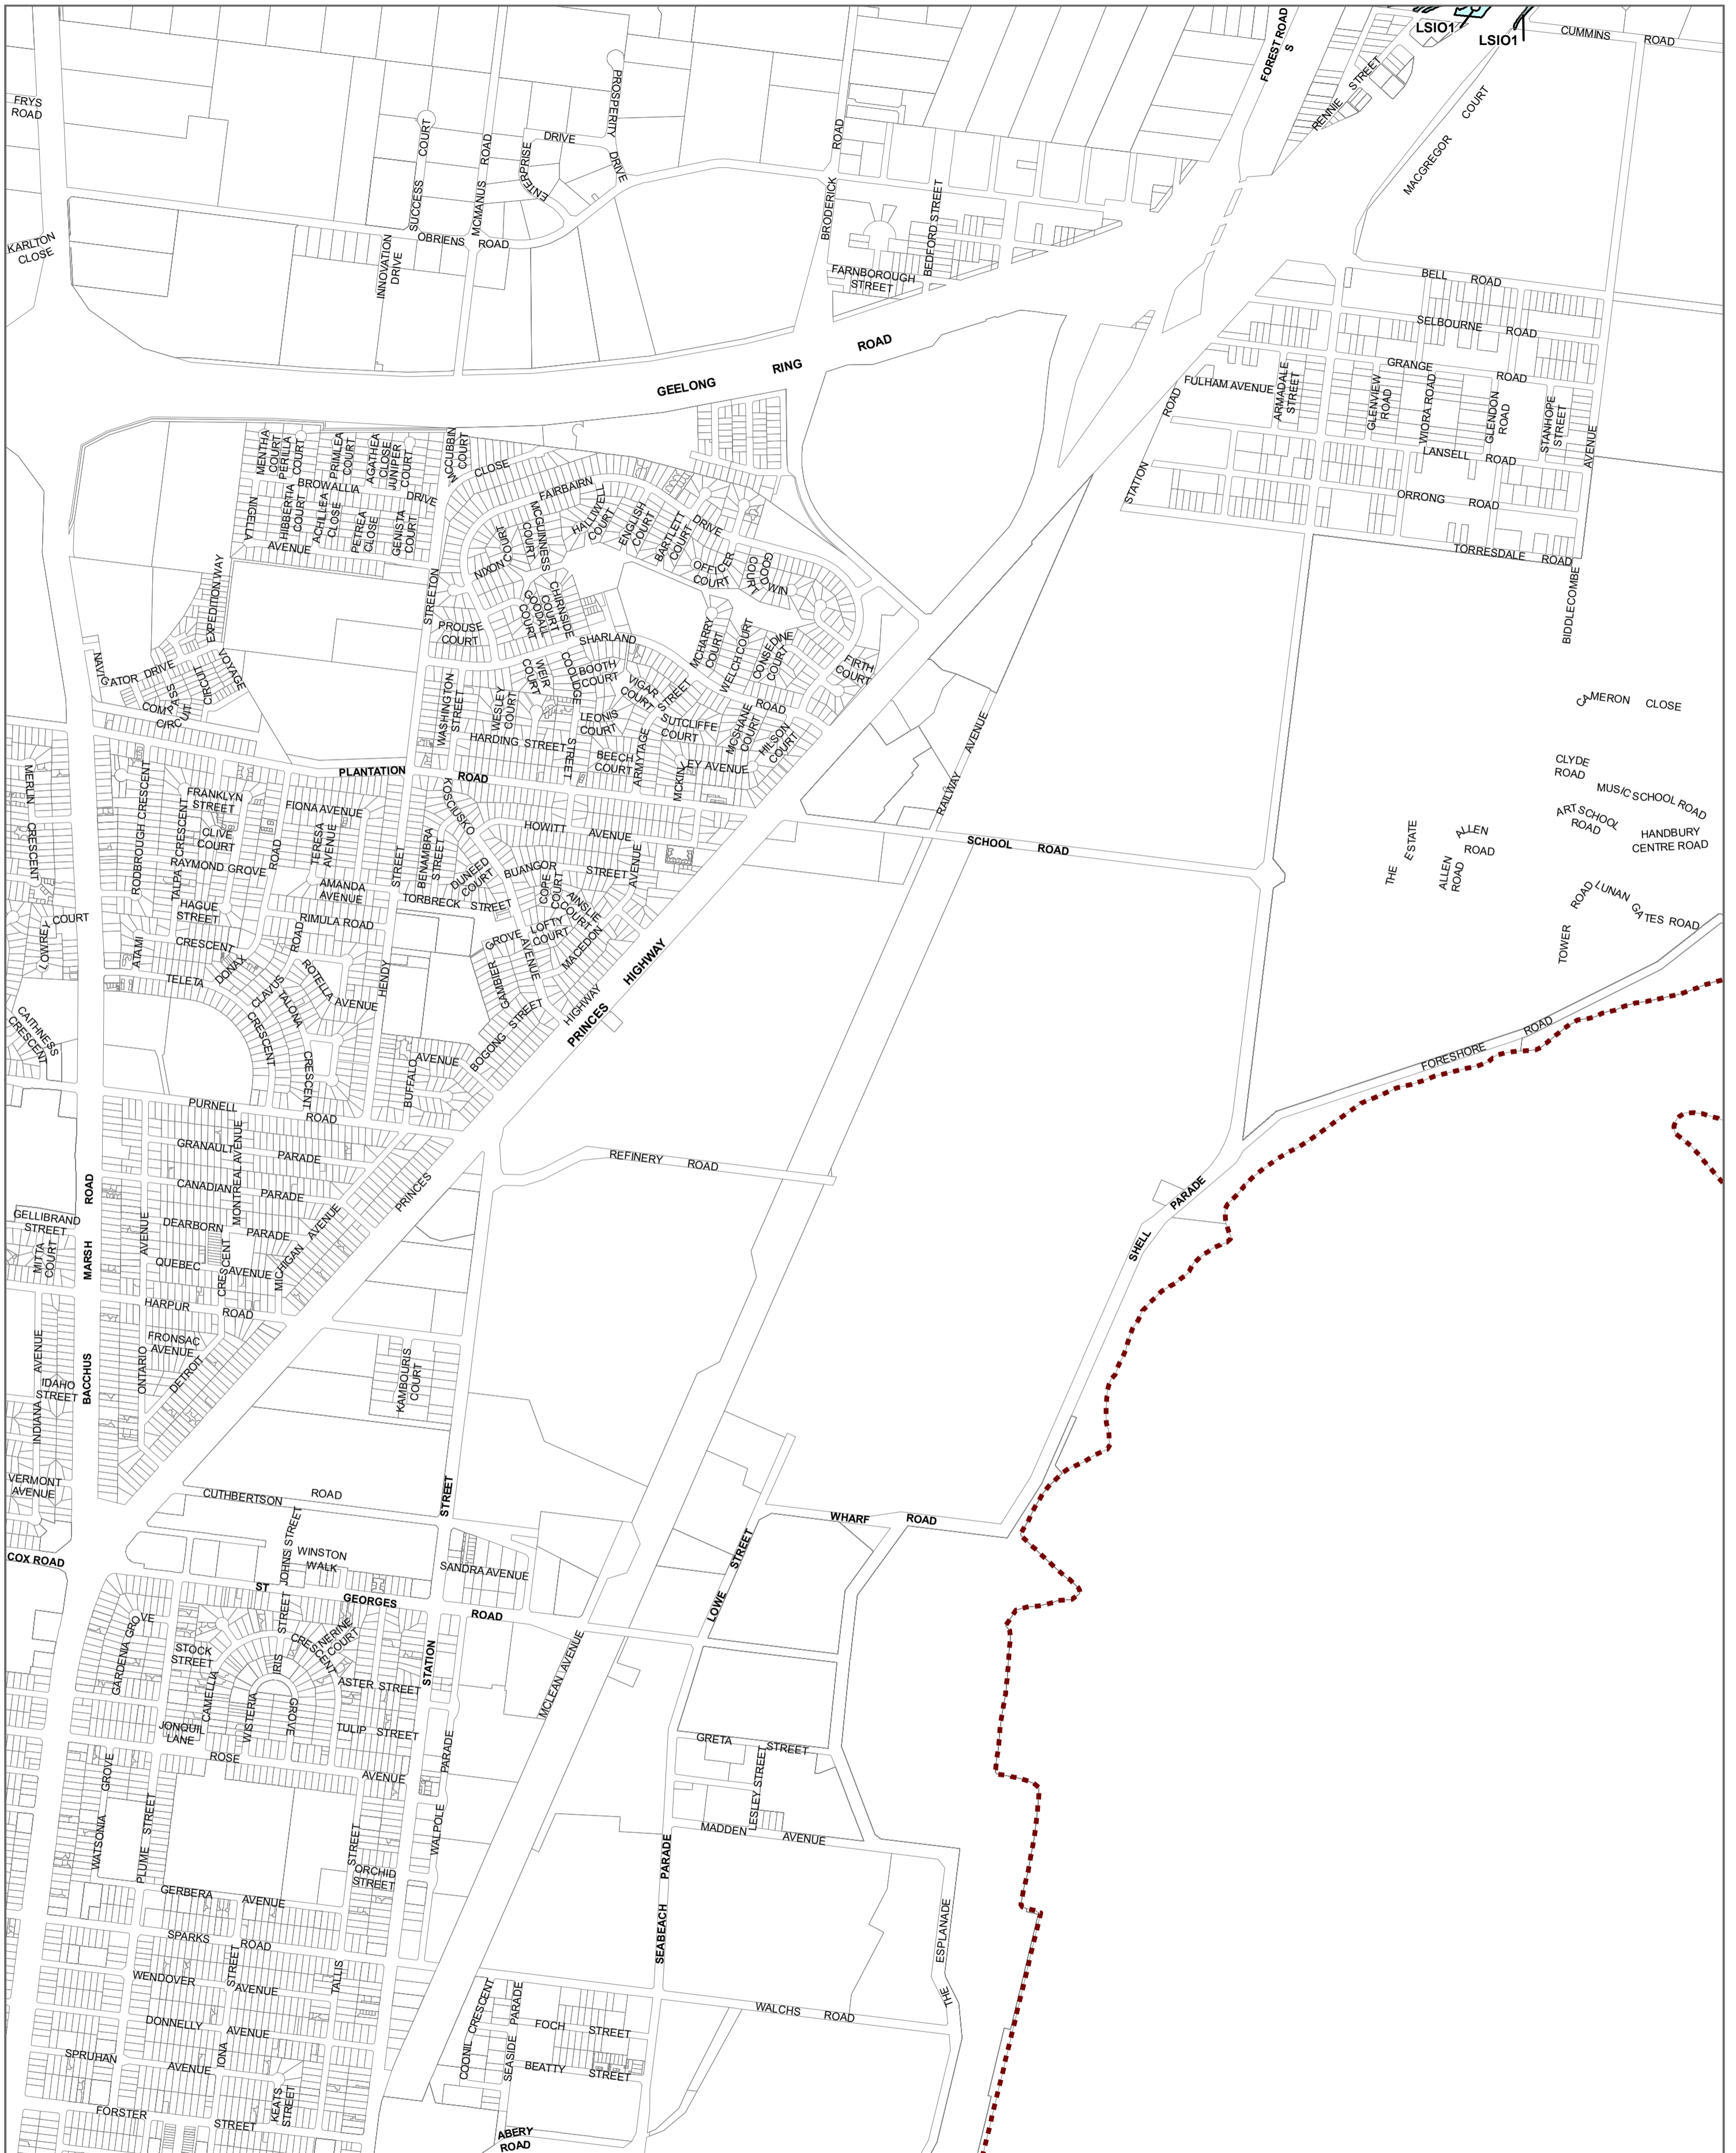 LSIO1
LSIO1
CUMMINS ROAD
FOREST ROAD
S
RENNIE STREET
MACGREGOR COURT
FRYS
ROAD
KARLTON
CLOSE
SUCCESS COURT
MCMANUS ROAD
ENTERPRISE
DRIVE
PROSPERITY
DRIVE
OBRIENS ROAD
INNOVATION
DRIVE
BRODERICK ROAD
BEDFORD STREET
FARNBOROUGH
STREET
GEELONG RING ROAD
BELL ROAD
SELBOURNE ROAD
GRANGE ROAD
FULHAM AVENUE
ARMADALE
STREET
GLENVIEW
ROAD
WIORA ROAD
GLENDON
ROAD
STANHOPE
STREET
LANSELL ROAD
ORRONG ROAD
TORRESDALE ROAD
STATION ROAD
BIDDLECOMBE AVENUE
MENTHA
COURT
PERILLA
COURT
PRIMLEA
COURT
AGATHEA
CLOSE
JUNIPER
COURT
MCCUBBIN
COURT
CLOSE
BROWALLIA DRIVE
NIGELLA
AVENUE
HIBBERTIA
COURT
ACHILLEA
CLOSE
PETREA
CLOSE
GENISTA
COURT
FAIRBAIRN
DRIVE
NIXON COURT
MCGUINNESS
COURT
HALLIWELL
COURT
ENGLISH
COURT
BARTLETT
COURT
OFFICER
COURT
GOODWIN
COURT
EXPEDITION WAY
STREETON
PROUSE
COURT
GOODALL
COURT
CHIRNSIDE
COURT
SHARLAND ROAD
MCHARRY
COURT
WELCH COURT
CONSEDINE
COURT
FIRTH
COURT
NAVIGATOR DRIVE
VOYAGE
CIRCUIT
COMPASS
CIRCUIT
WASHINGTON
STREET
WESLEY
COURT
WEIR
COURT
COOLIDGE
STREET
BOOTH
COURT
VIGAR
COURT
LEONIS
COURT
SUTCLIFFE
COURT
MCSHANE
COURT
HILSON
COURT
HARDING STREET
BEECH
COURT
ARMYTAGE STREET
MCKINLEY AVENUE
PLANTATION ROAD
RAILWAY AVENUE
SCHOOL ROAD
CAMERON CLOSE
CLYDE
ROAD
MUSIC SCHOOL ROAD
ART SCHOOL
ROAD
HANDBURY
CENTRE ROAD
ALLEN
ROAD
ALLEN
ROAD
THE ESTATE
TOWER ROAD
LUNAN GATES ROAD
FORESHORE ROAD
MERLIN CRESCENT
RODBROUGH CRESCENT
TALPA CRESCENT
FRANKLYN
STREET
CLIVE
COURT
RAYMOND GROVE
ROAD
FIONA AVENUE
TERESA
AVENUE
AMANDA
AVENUE
KOSCIUSKO
BENAMBRA
STREET
HOWITT AVENUE
DUNEED
COURT
BUANGOR STREET
COPE
COURT
AINSLIE
COURT
TORBRECK STREET
LOFTY
COURT
MACEDON AVENUE
GROVE
AVENUE
GAMBIER
HAGUE
STREET
RIMULA ROAD
ATAMI CRESCENT
COURT
TELETA
CRESCENT
DONAX ROAD
CLAVUS
TALONA
CRESCENT
ROTELLA AVENUE
HENDY STREET
CAITHNESS
CRESCENT
BUFFALO AVENUE
BOGONG STREET
HIGHWAY
PRINCES HIGHWAY
PURNELL ROAD
GRANAULT PARADE
CANADIAN PARADE
MONTREAL AVENUE
CRESCENT
DEARBORN PARADE
QUEBEC AVENUE
MICHIGAN AVENUE
PRINCES
HARPUR ROAD
FRONSAC
AVENUE
DETROIT
ONTARIO AVENUE
GELLIBRAND
STREET
MITTA
COURT
INDIANA AVENUE
IDAHO
STREET
VERMONT
AVENUE
BACCHUS MARSH ROAD
REFINERY ROAD
SHELL PARADE
KAMBOURIS
COURT
CUTHBERTSON ROAD
COX ROAD
JOHNS STREET
WINSTON
WALK
SANDRA AVENUE
ST GEORGES ROAD
STATION STREET
LOWE STREET
WHARF ROAD
MCLEAN AVENUE
GARDENIA GROVE
STOCK
STREET
CAMELLIA
CRESCENT
IRIS STREET
NERINE
COURT
ASTER STREET
WISTERIA
GROVE
TULIP STREET
JONQUIL
LANE
ROSE AVENUE
WALPOLE PARADE
WATSONIA GROVE
PLUME STREET
ORCHID
STREET
GRETA STREET
LESLEY STREET
MADDEN AVENUE
SEABEACH PARADE
THE ESPLANADE
GERBERA AVENUE
SPARKS ROAD
WENDOVER AVENUE
DONNELLY AVENUE
SPRUHAN AVENUE
IONA STREET
TALLIS STREET
KEATS
STREET
FORSTER STREET
COONIL CRESCENT
SEASIDE PARADE
FOCH STREET
BEATTY STREET
WALCHS ROAD
ABERY
ROAD